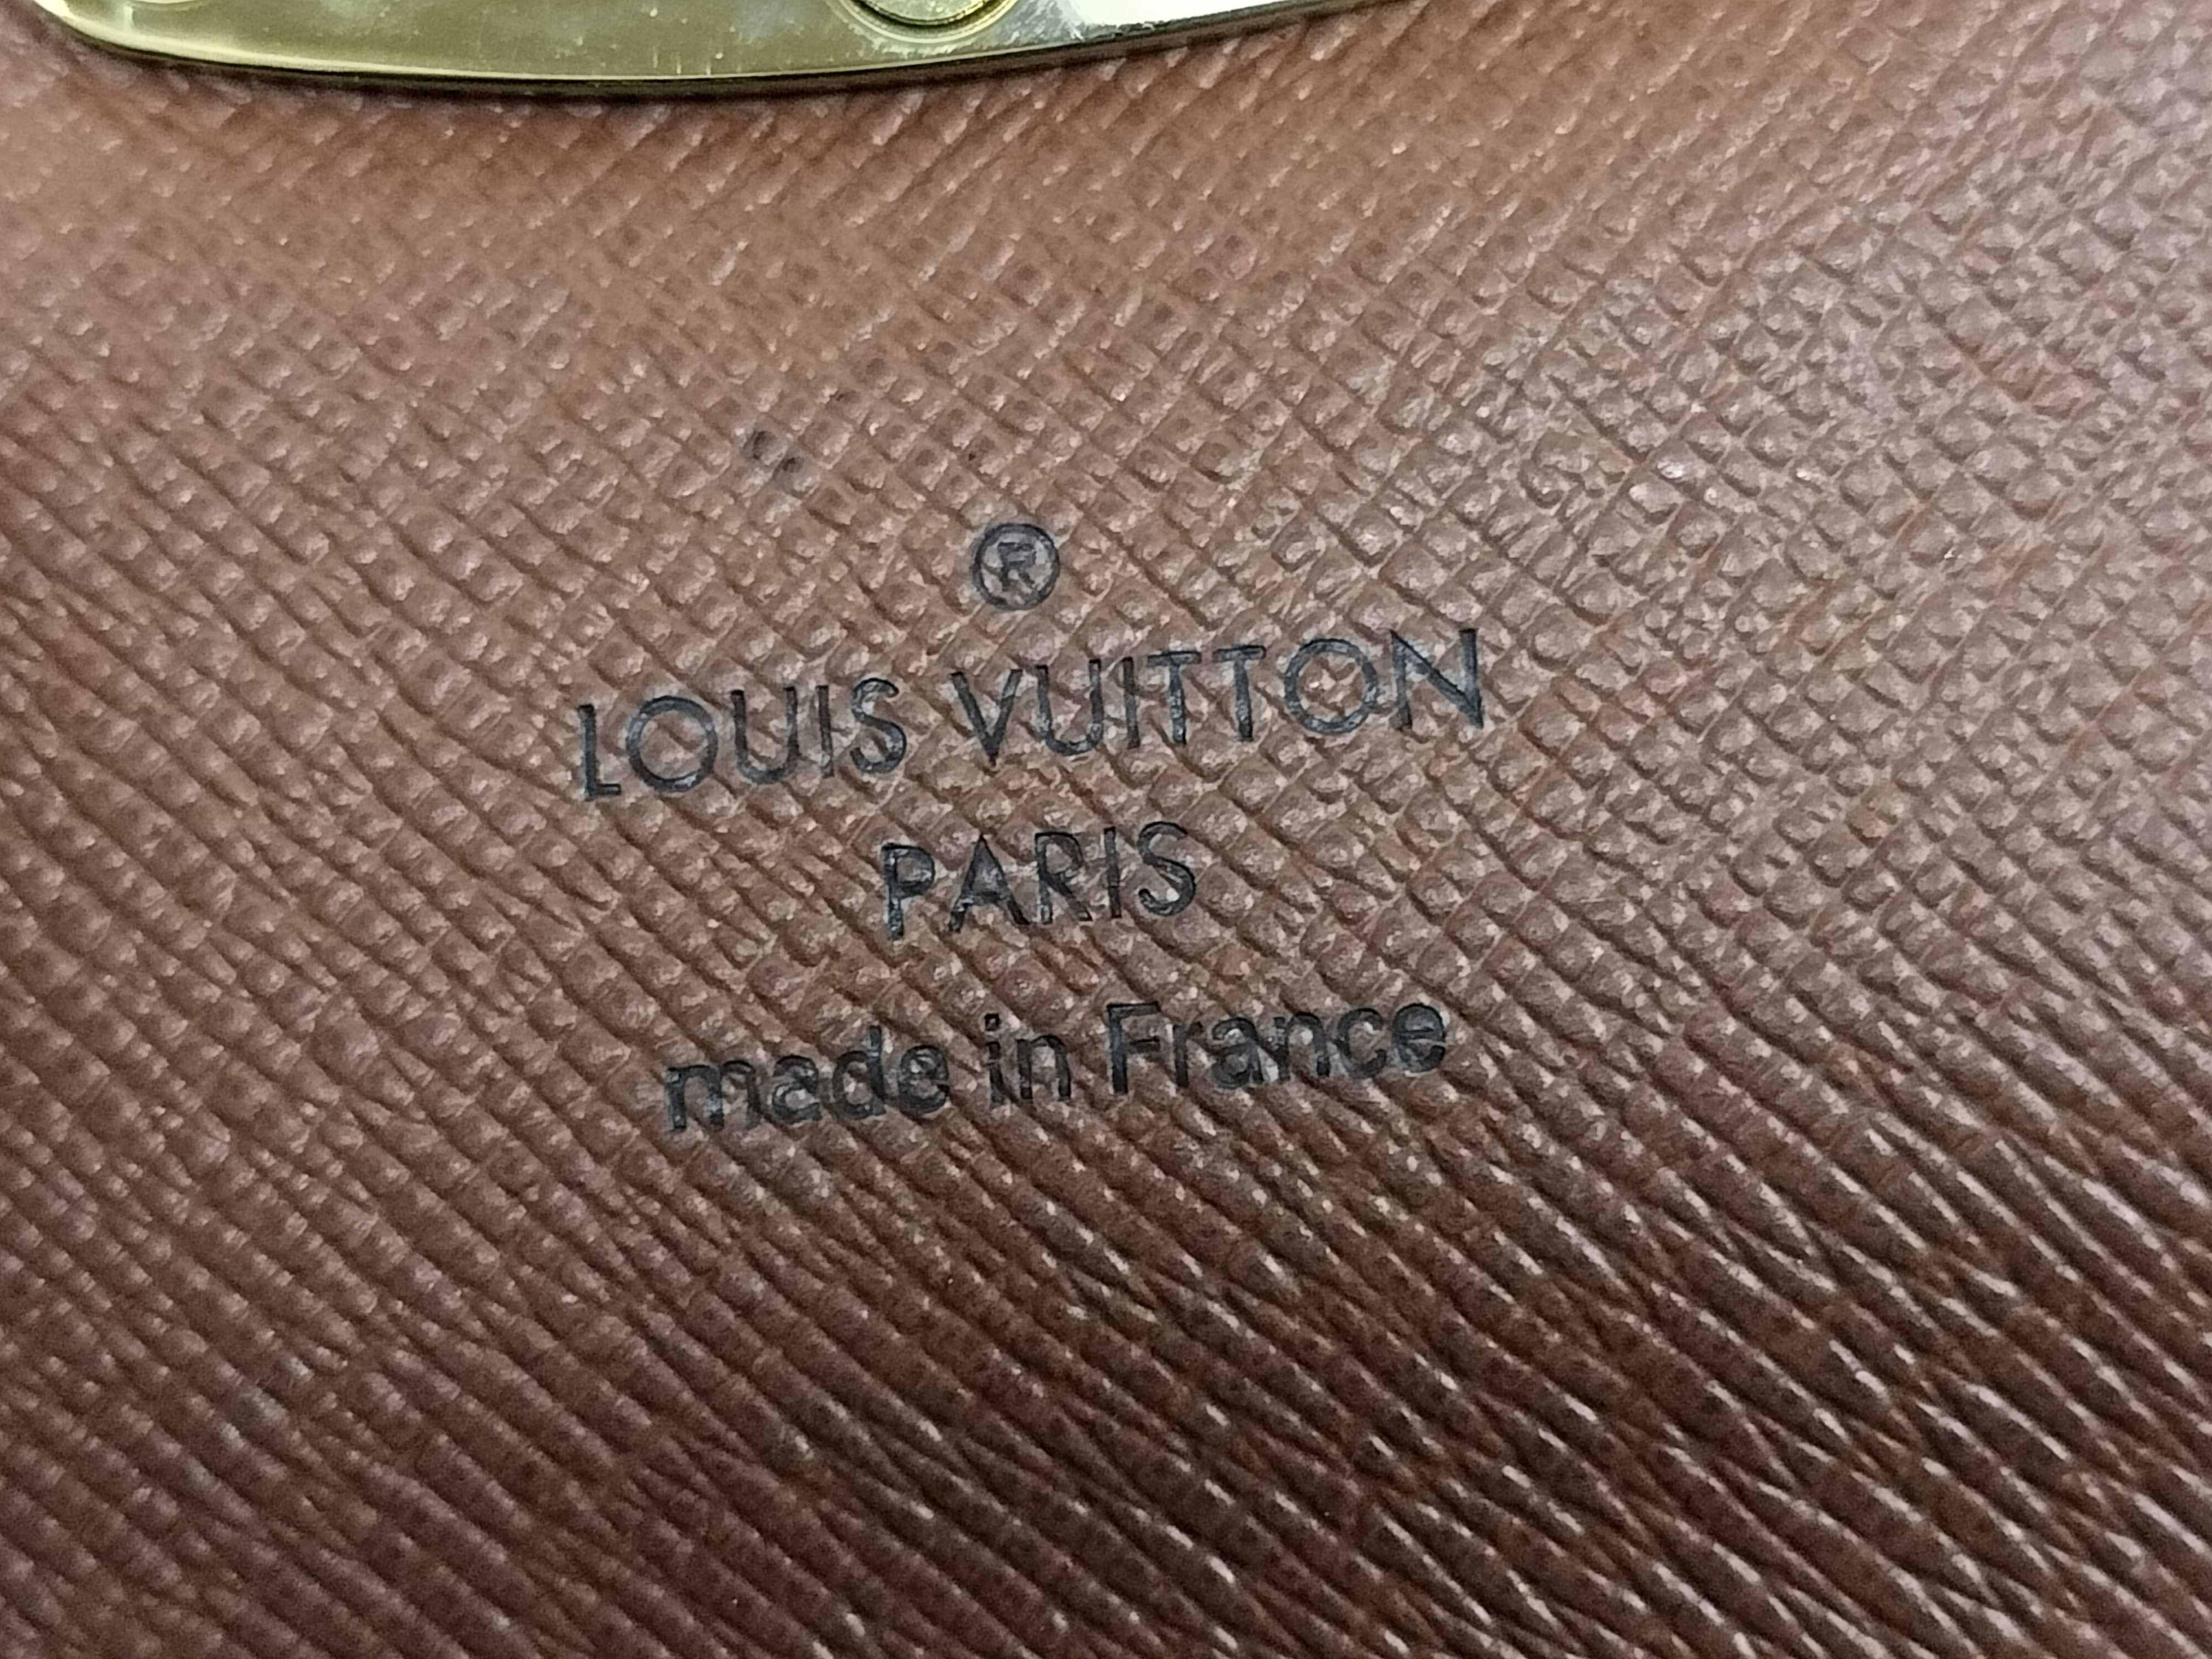 ®
LOUIS VUITTON
PARIS
made in France